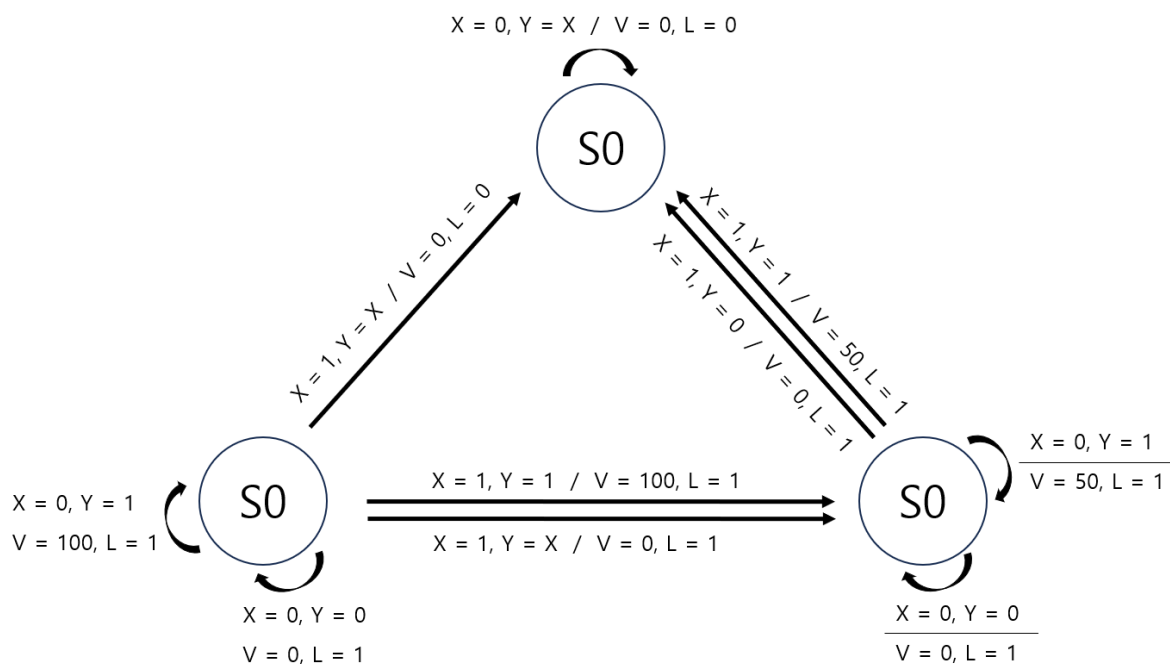 X = 0, Y = X / V = 0, L = 0
S0
X = 1, Y = X / V = 0, L = 0
X = 1, Y = 1 / V = 50, L = 1
X = 1, Y = 0 / V = 0, L = 1
S0
X = 0, Y = 1
V = 100, L = 1
X = 0, Y = 0
V = 0, L = 1
X = 1, Y = 1 / V = 100, L = 1
X = 1, Y = X / V = 0, L = 1
S0
X = 0, Y = 1
V = 50, L = 1
X = 0, Y = 0
V = 0, L = 1